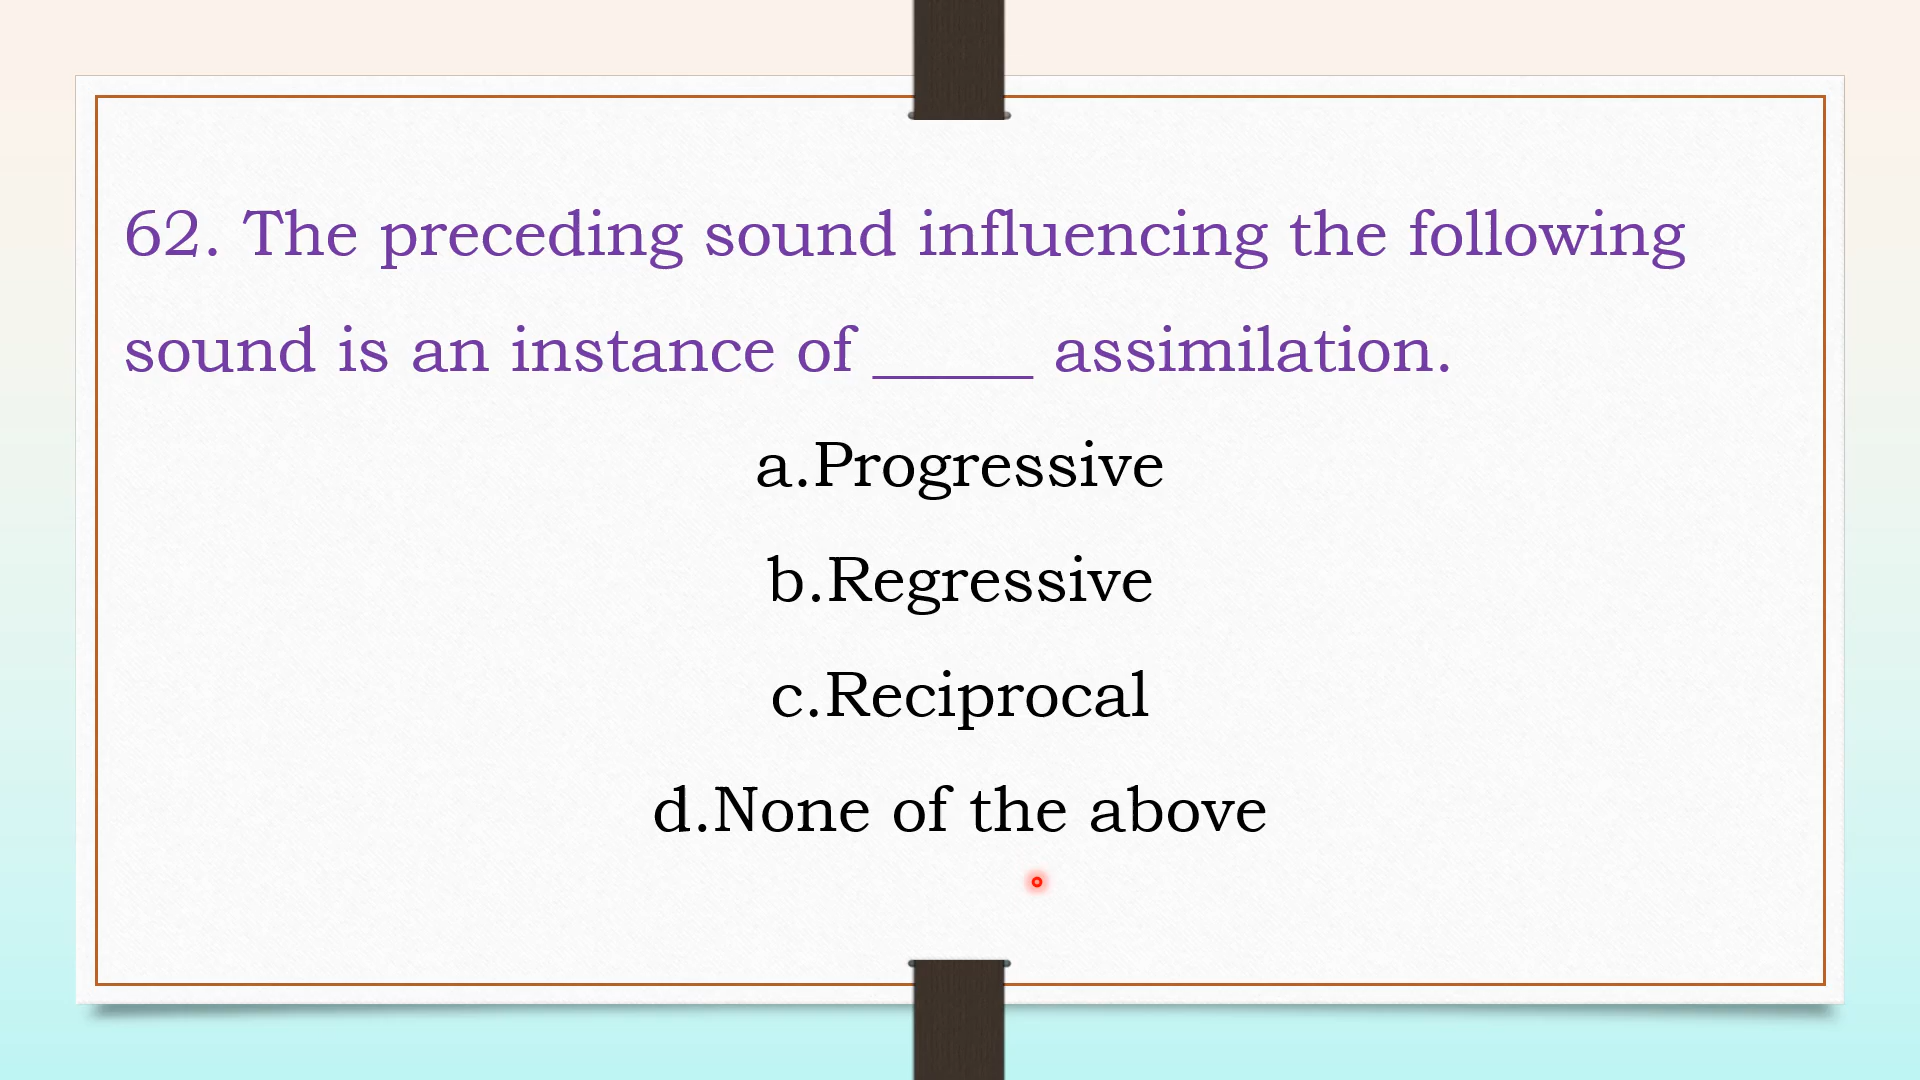 62. The preceding sound influencing the following
sound is an instance of _____ assimilation.
a.Progressive
b.Regressive
c.Reciprocal
d.None of the above